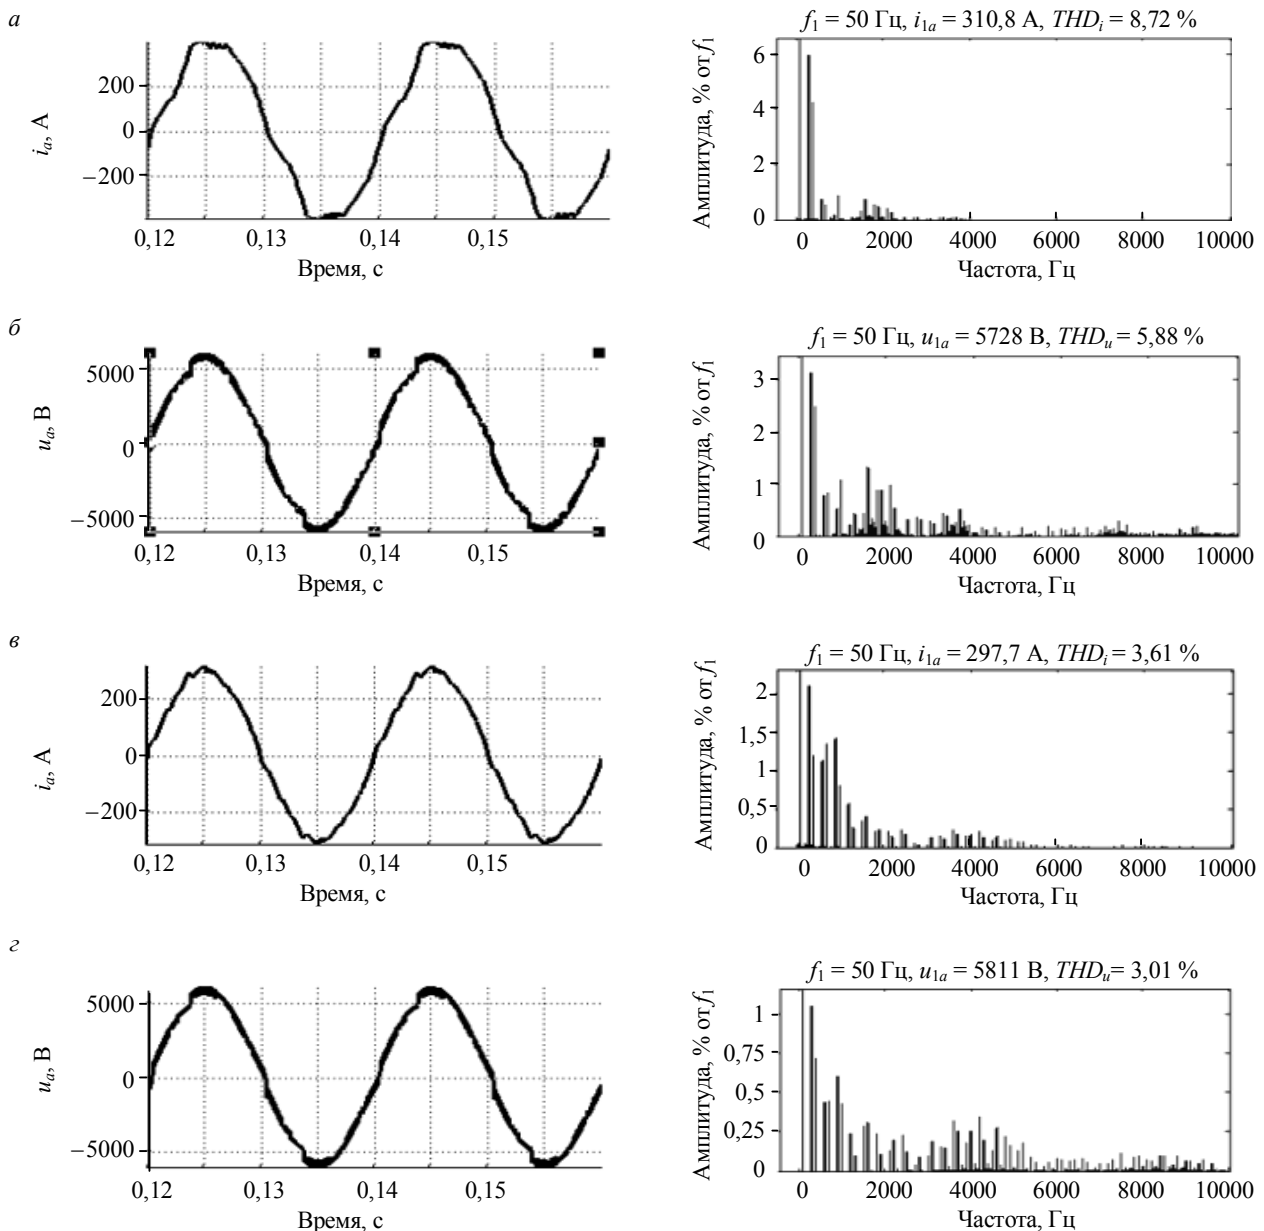 а
f1 = 50 Гц, i1a = 310,8 А, THDi = 8,72 %
ia, А
200
0
−200
0,12 0,13 0,14 0,15
Время, с
Амплитуда, % от f1
6
4
2
0
0 2000 4000 6000 8000 10000
Частота, Гц
б
f1 = 50 Гц, u1a = 5728 В, THDu = 5,88 %
ua, В
5000
0
−5000
0,12 0,13 0,14 0,15
Время, с
Амплитуда, % от f1
3
2
1
0
0 2000 4000 6000 8000 10000
Частота, Гц
в
f1 = 50 Гц, i1a = 297,7 А, THDi = 3,61 %
ia, А
200
0
−200
0,12 0,13 0,14 0,15
Время, с
Амплитуда, % от f1
2
1,5
1
0,5
0
0 2000 4000 6000 8000 10000
Частота, Гц
г
f1 = 50 Гц, u1a = 5811 В, THDu= 3,01 %
ua, В
5000
0
−5000
0,12 0,13 0,14 0,15
Время, с
Амплитуда, % от f1
1
0,75
0,5
0,25
0
0 2000 4000 6000 8000 10000
Частота, Гц